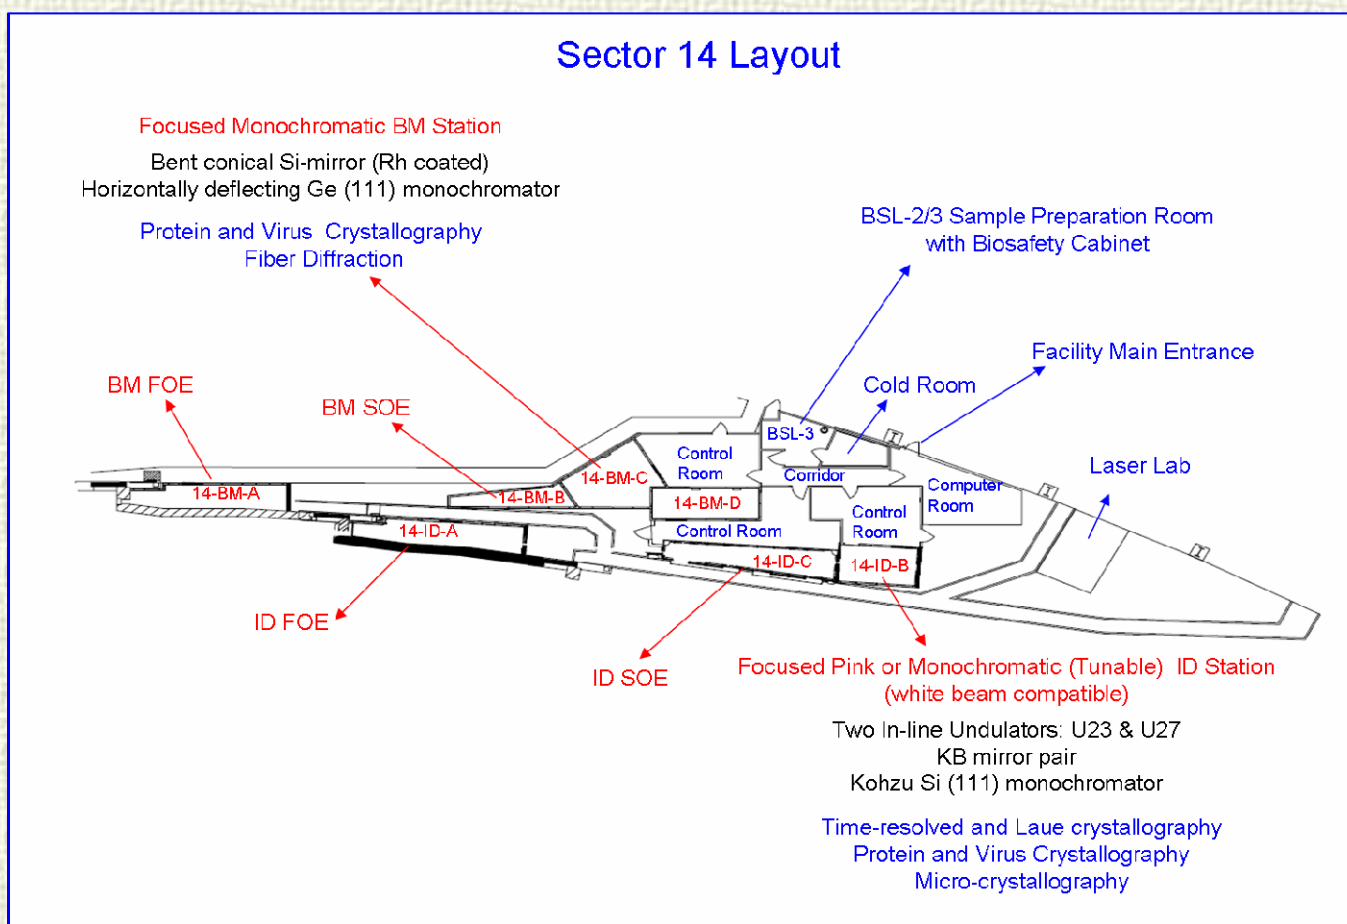 Sector 14 Layout
Focused Monochromatic BM Station
Bent conical Si-mirror (Rh coated)
Horizontally deflecting Ge (111) monochromator
Protein and Virus Crystallography
Fiber Diffraction
BSL-2/3 Sample Preparation Room
with Biosafety Cabinet
Facility Main Entrance
Cold Room
BM FOE
BM SOE
BSL-3
Control
Room
Laser Lab
14-BM-C
Corridor
Computer
Room
14-BM-A
14-BM-B
14-BM-D
Control
Room
14-ID-A
Control Room
14-ID-C
14-ID-B
ID FOE
ID SOE
Focused Pink or Monochromatic (Tunable) ID Station
(white beam compatible)
Two In-line Undulators: U23 & U27
KB mirror pair
Kohzu Si (111) monochromator
Time-resolved and Laue crystallography
Protein and Virus Crystallography
Micro-crystallography